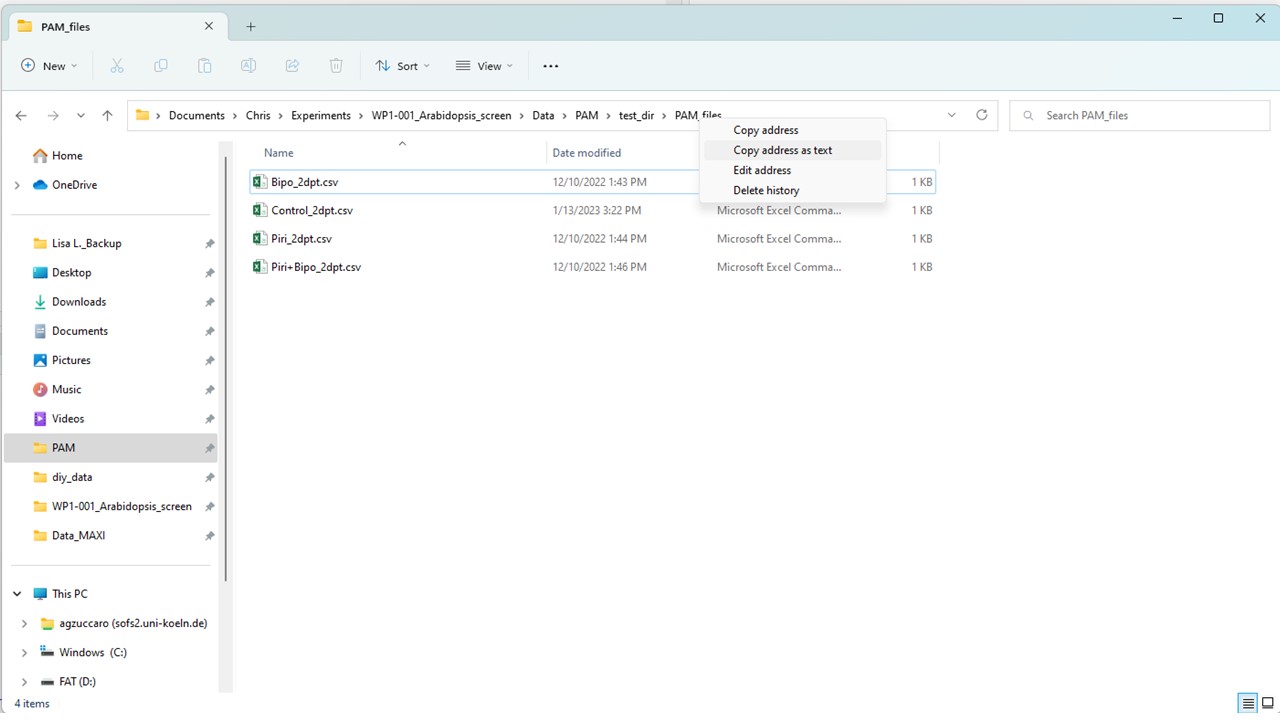 PAM_files
New
Sort
View
Documents > Chris > Experiments > WP1-001_Arabidopsis_screen > Data > PAM > test_dir > PAM_files
Search PAM_files
Copy address
Copy address as text
Edit address
Delete history
Home
OneDrive
Lisa L._Backup
Desktop
Downloads
Documents
Pictures
Music
Videos
PAM
diy_data
WP1-001_Arabidopsis_screen
Data_MAXI
This PC
agzuccaro (sofs2.uni-koeln.de)
Windows (C:)
FAT (D:)
Name Date modified
Bipo_2dpt.csv 12/10/2022 1:43 PM 1 KB
Control_2dpt.csv 1/13/2023 3:22 PM Microsoft Excel Comma... 1 KB
Piri_2dpt.csv 12/10/2022 1:44 PM Microsoft Excel Comma... 1 KB
Piri+Bipo_2dpt.csv 12/10/2022 1:46 PM Microsoft Excel Comma... 1 KB
4 items